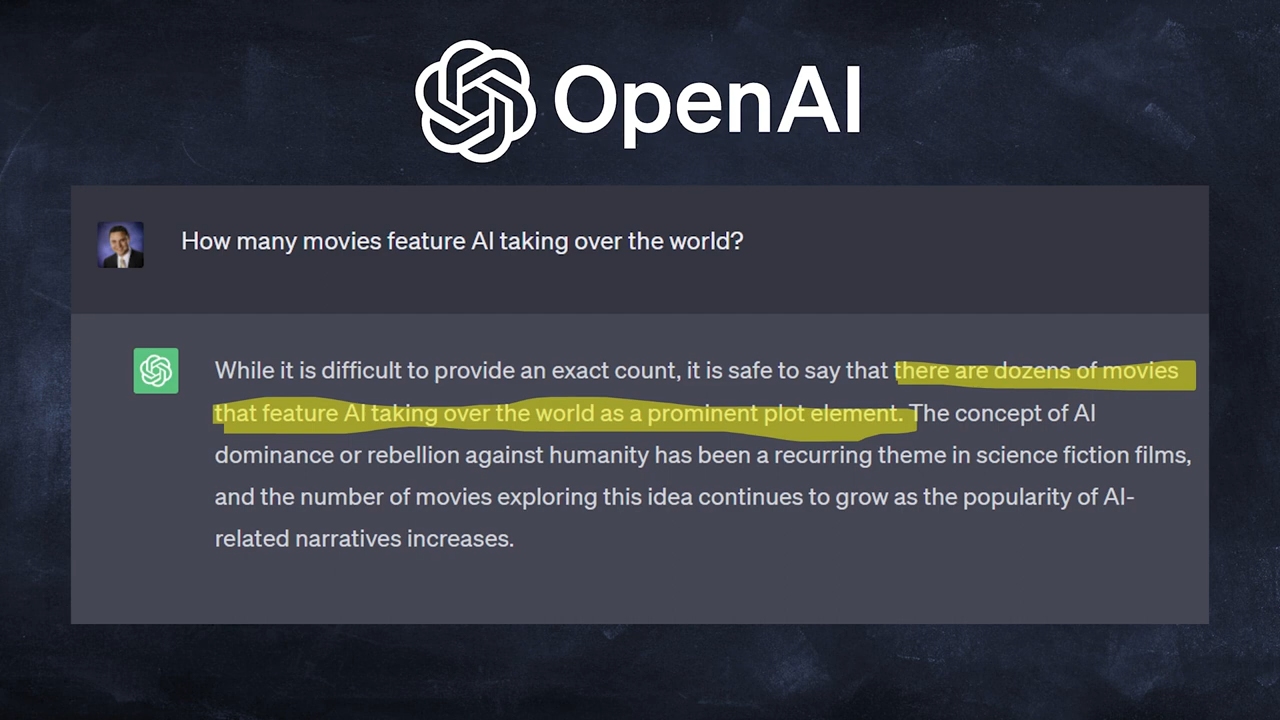 OpenAI
How many movies feature AI taking over the world?
While it is difficult to provide an exact count, it is safe to say that there are dozens of movies
that feature AI taking over the world as a prominent plot element. The concept of AI
dominance or rebellion against humanity has been a recurring theme in science fiction films,
and the number of movies exploring this idea continues to grow as the popularity of AI-
related narratives increases.